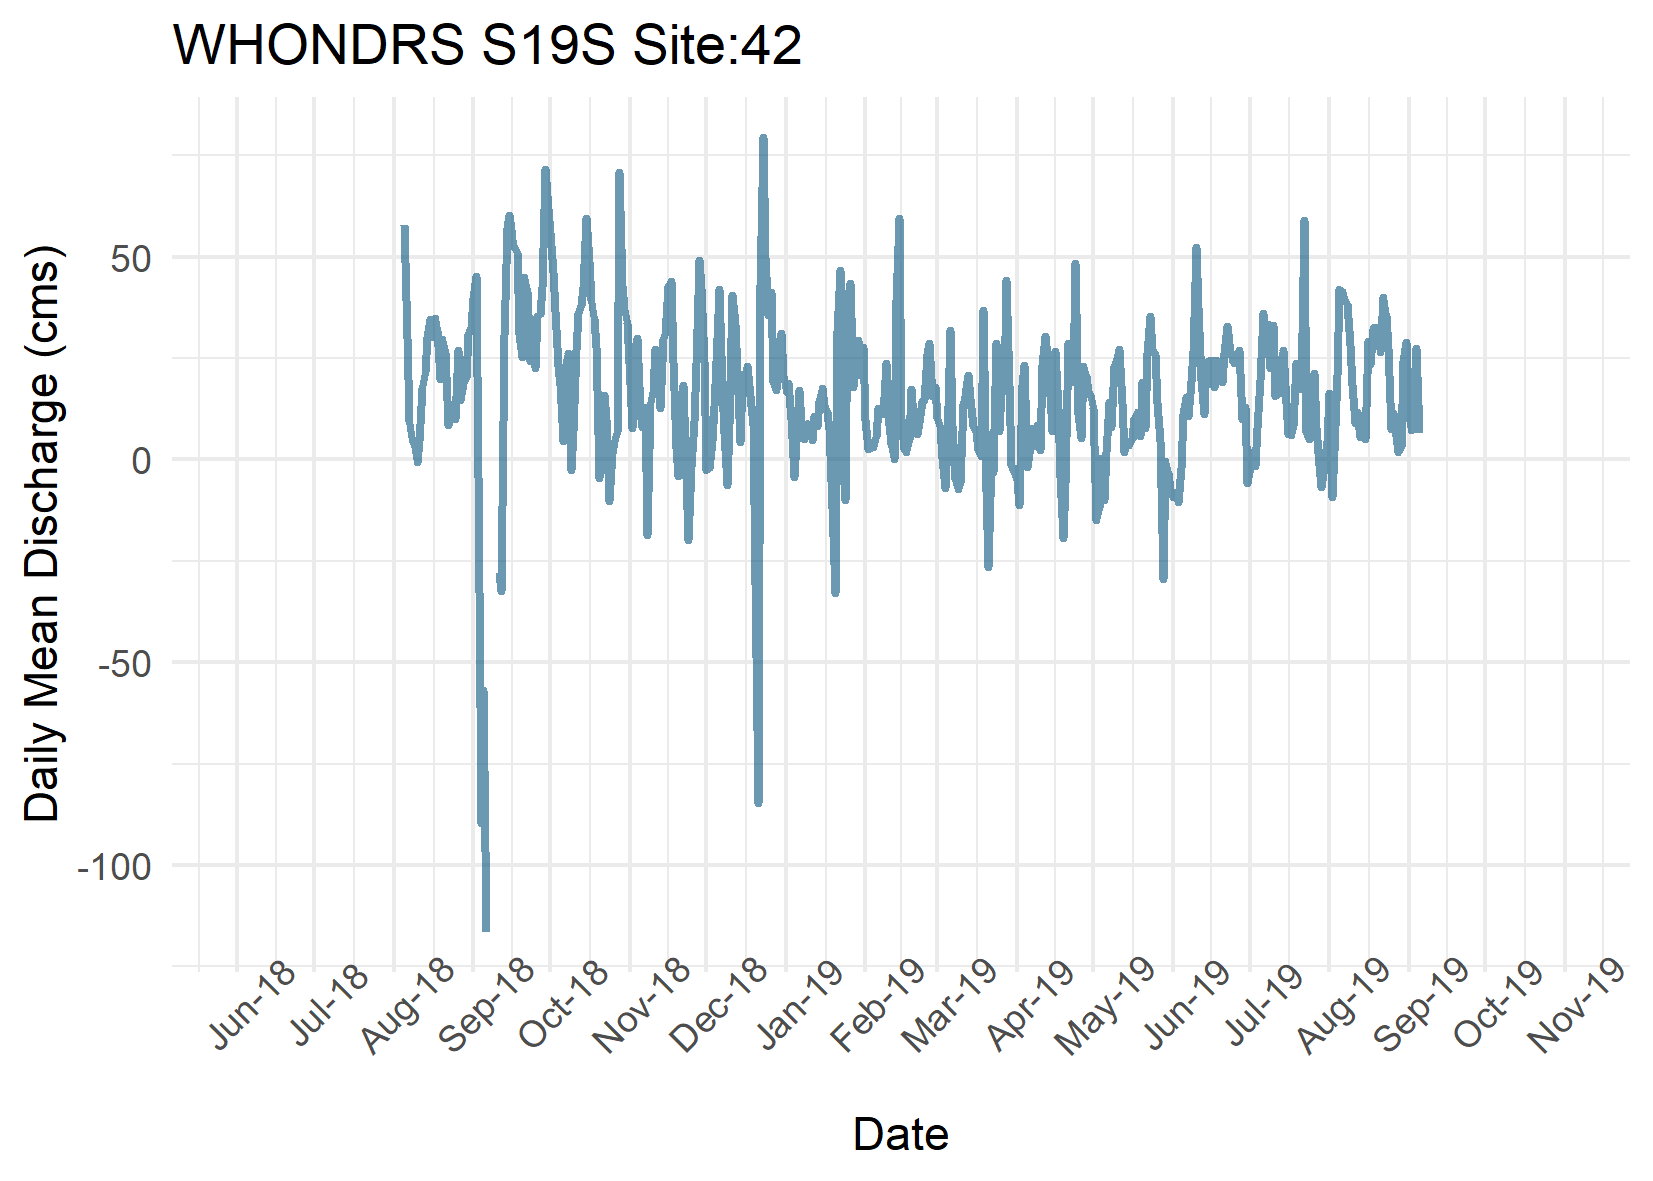 WHONDRS S19S Site:42
Daily Mean Discharge (cms)
50
0
-50
-100
Jun-18
Jul-18
Aug-18
Sep-18
Oct-18
Nov-18
Dec-18
Jan-19
Feb-19
Mar-19
Apr-19
May-19
Jun-19
Jul-19
Aug-19
Sep-19
Oct-19
Nov-19
Date